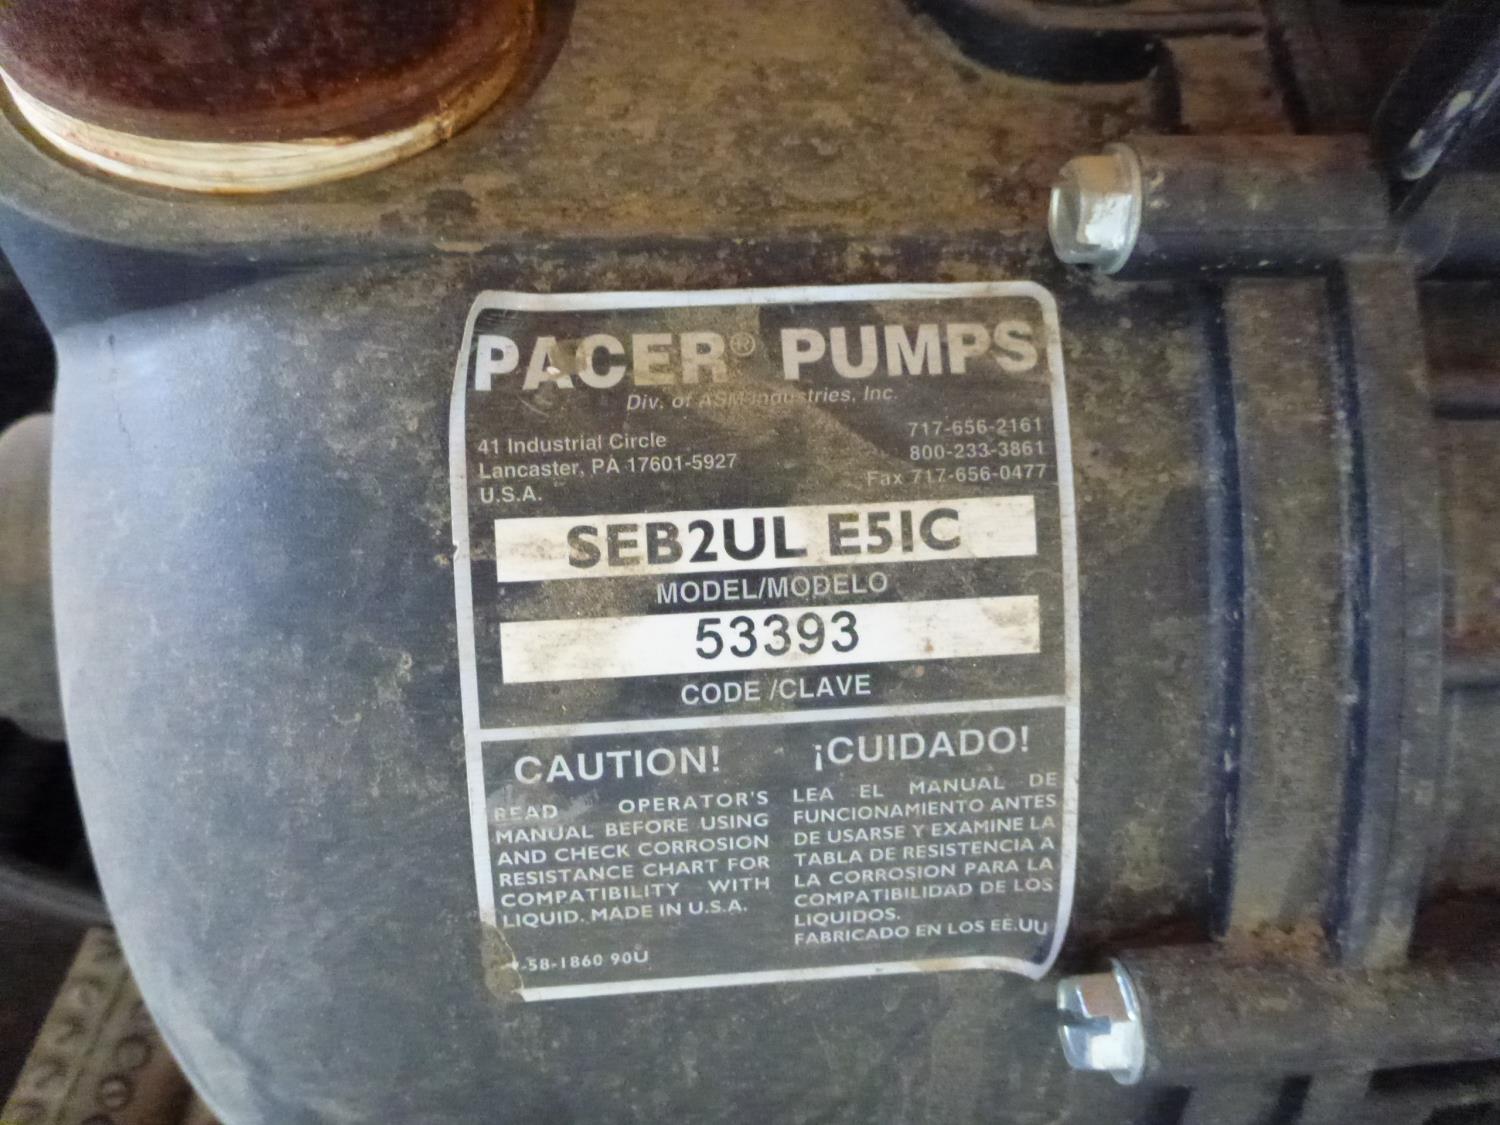 PACER® PUMPS
Div. of ASM Industries, Inc.
41 Industrial Circle
Lancaster, PA 17601-5927
U.S.A.
717-656-2161
800-233-3861
Fax 717-656-0477
SEB2UL E5IC
MODEL/MODELO
53393
CODE /CLAVE
CAUTION!
READ OPERATOR'S
MANUAL BEFORE USING
AND CHECK CORROSION
RESISTANCE CHART FOR
COMPATIBILITY WITH
LIQUID. MADE IN U.S.A.
-58-1860 90U
¡CUIDADO!
LEA EL MANUAL DE
FUNCIONAMIENTO ANTES
DE USARSE Y EXAMINE LA
TABLA DE RESISTENCIA A
LA CORROSION PARA LA
COMPATIBILIDAD DE LOS
LIQUIDOS.
FABRICADO EN LOS EE.UU